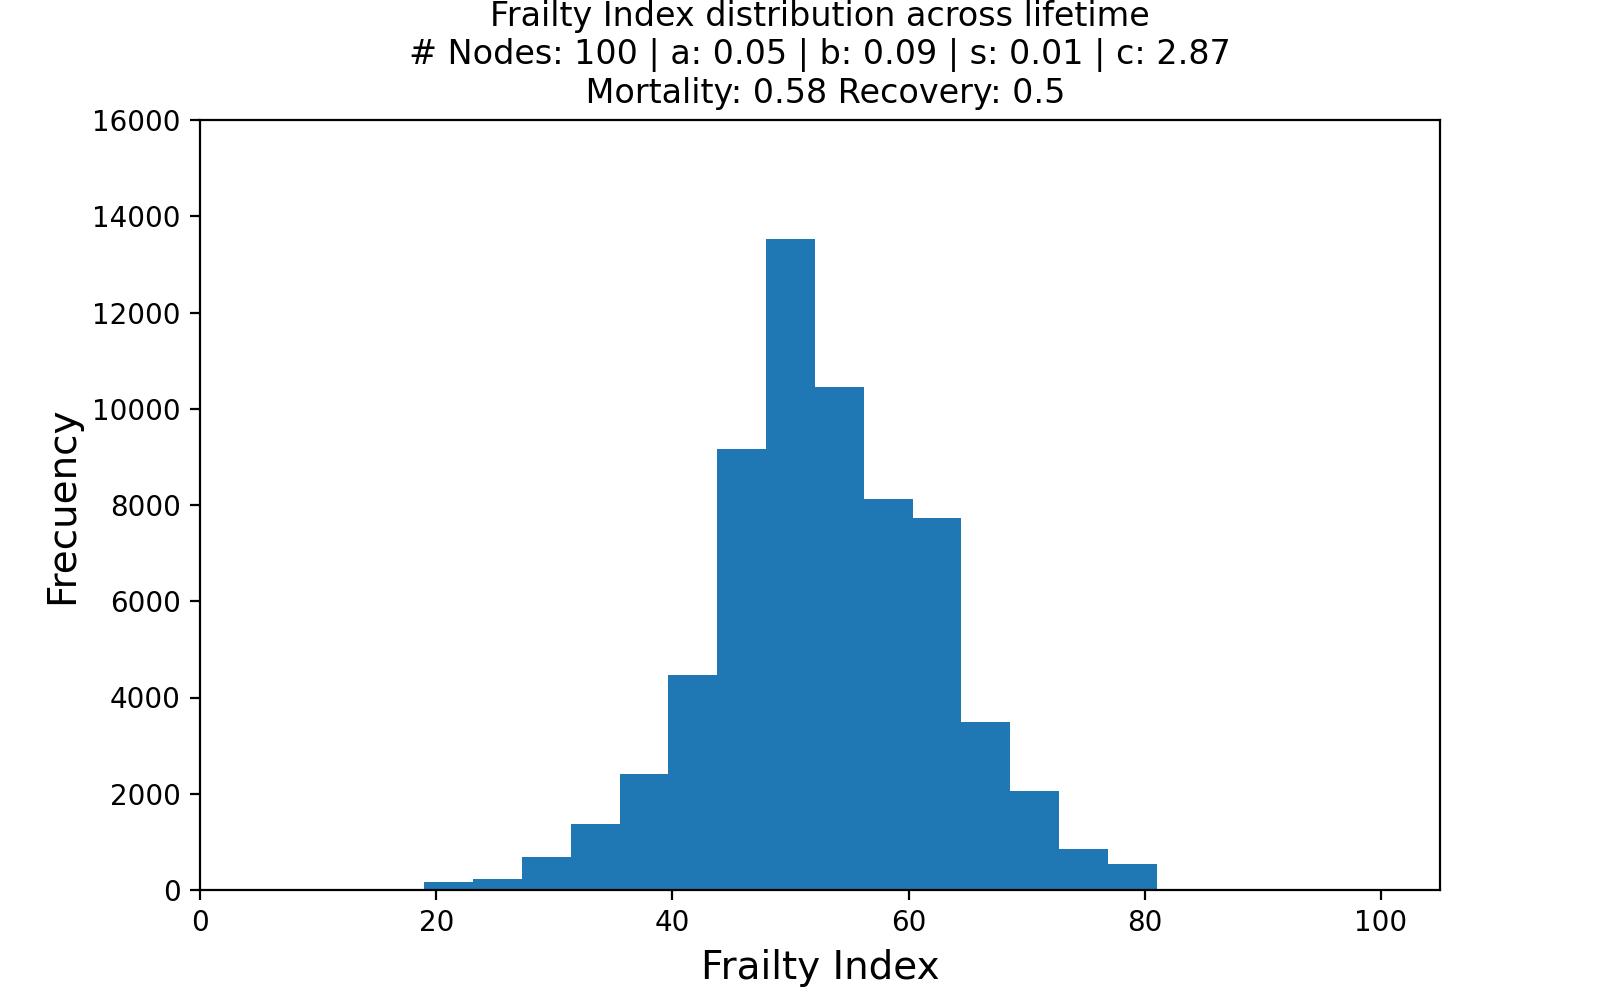 Frailty Index distribution across lifetime
# Nodes: 100 | a: 0.05 | b: 0.09 | s: 0.01 | c: 2.87
Mortality: 0.58 Recovery: 0.5
16000
14000
12000
10000
8000
6000
4000
2000
0
Frecuency
0 20 40 60 80 100
Frailty Index